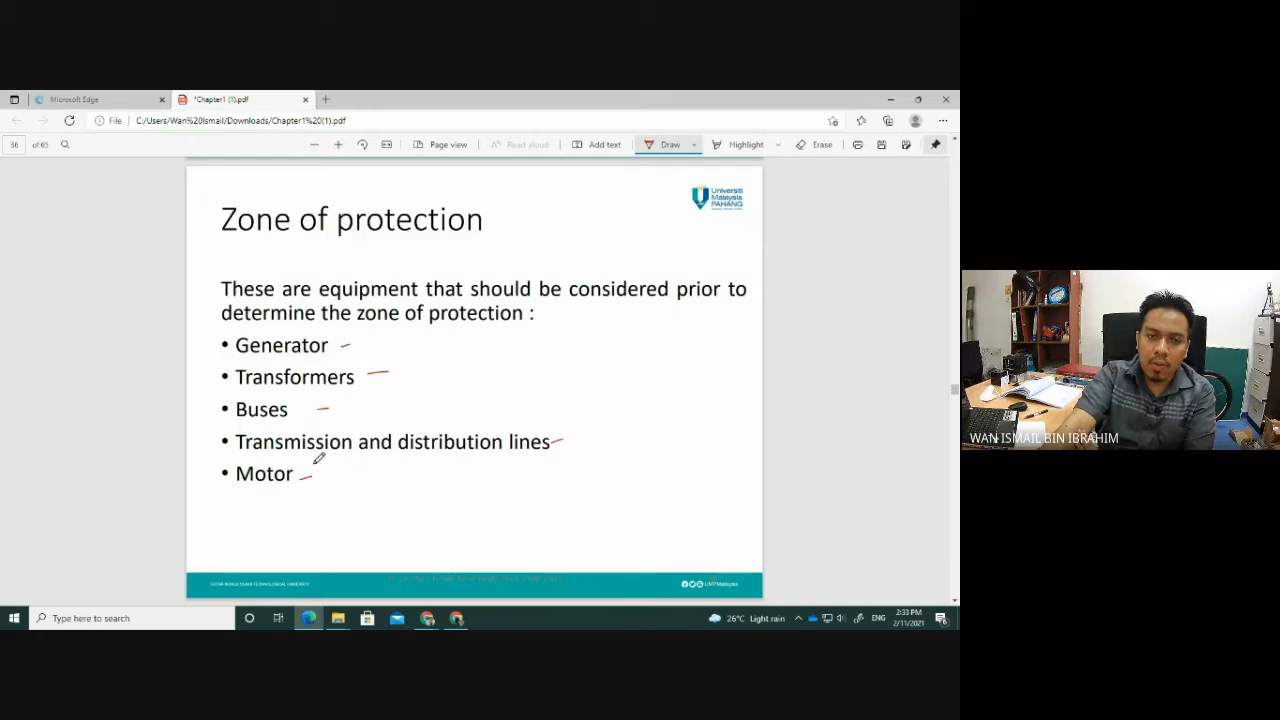 Microsoft Edge
*Chapter1 (1).pdf
File
C:/Users/Wan%20Ismail/Downloads/Chapter1%20(1).pdf
36 of 65
Page view
Read aloud
Add text
Draw
Highlight
Erase
Universiti
Malaysia
PAHANG
Zone of protection
These are equipment that should be considered prior to
determine the zone of protection :
• Generator
• Transformers
• Buses
• Transmission and distribution lines
• Motor
WAN ISMAIL BIN IBRAHIM
UMPMalaysia
Type here to search
26°C Light rain
ENG
2:33 PM
2/11/2021
6